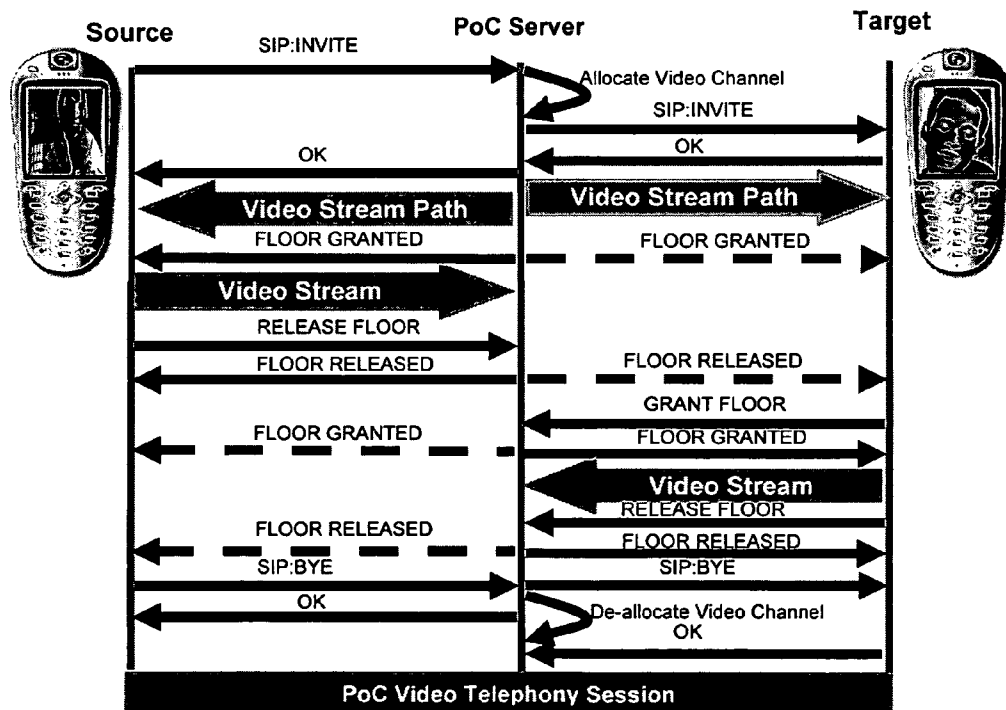 Source
PoC Server
Target
SIP:INVITE
Allocate Video Channel
SIP:INVITE
OK
OK
Video Stream Path
Video Stream Path
FLOOR GRANTED
FLOOR GRANTED
Video Stream
RELEASE FLOOR
FLOOR RELEASED
FLOOR RELEASED
GRANT FLOOR
FLOOR GRANTED
FLOOR GRANTED
Video Stream
RELEASE FLOOR
FLOOR RELEASED
FLOOR RELEASED
SIP:BYE
SIP:BYE
OK
De-allocate Video Channel
OK
PoC Video Telephony Session